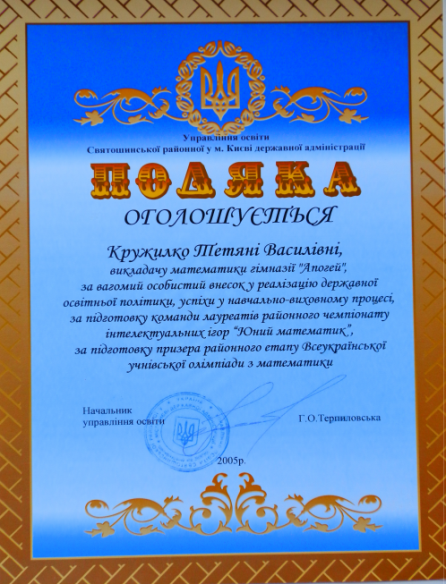 Управління освіти
Святошинської районної у м. Києві державної адміністрації
ПОДЯКА
ОГОЛОШУЄТЬСЯ
Кружилко Тетяні Василівні,
викладачу математики гімназії "Апогей",
за вагомий особистий внесок у реалізацію державної
освітньої політики, успіхи у навчально-виховному процесі,
за підготовку команди лауреатів районного чемпіонату
інтелектуальних ігор “Юний математик”,
за підготовку призера районного етапу Всеукраїнської
учнівської олімпіади з математики
Начальник
управління освіти
Г.О.Терпиловська
2005р.